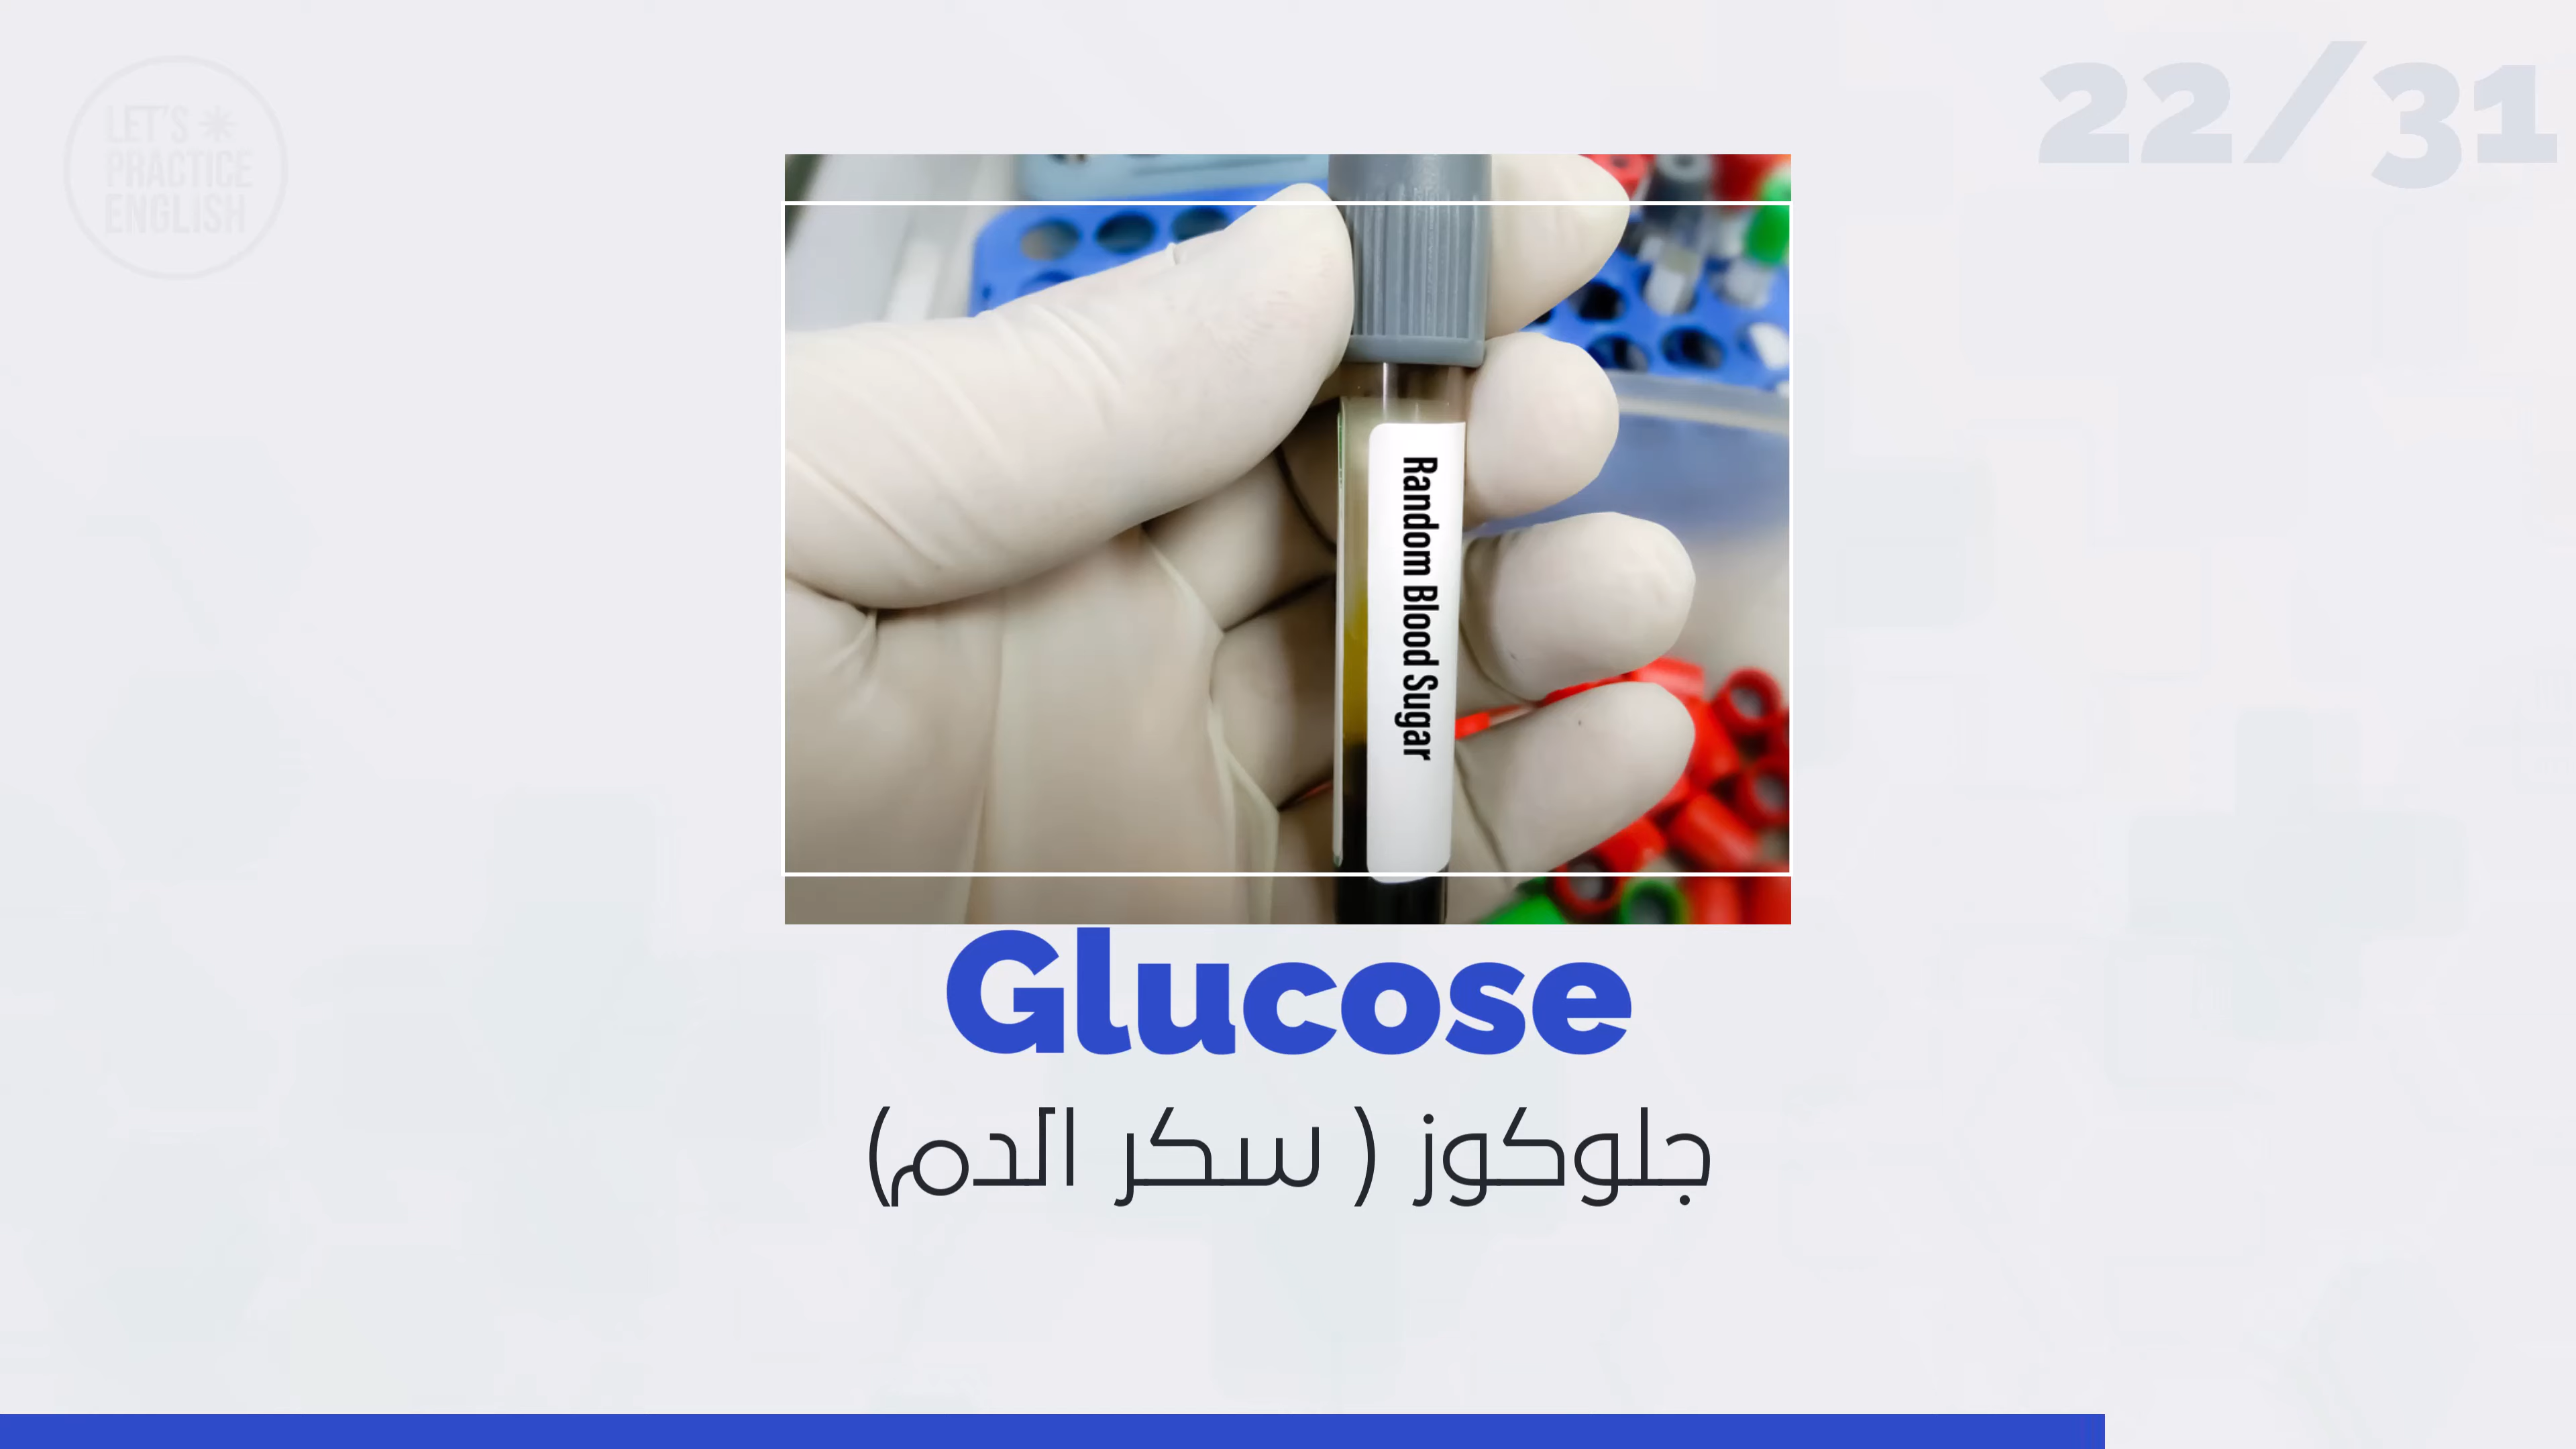 LET'S
PRACTICE
ENGLISH
22/31
Random Blood Sugar
Glucose
جلوكوز ( سكر الدم)